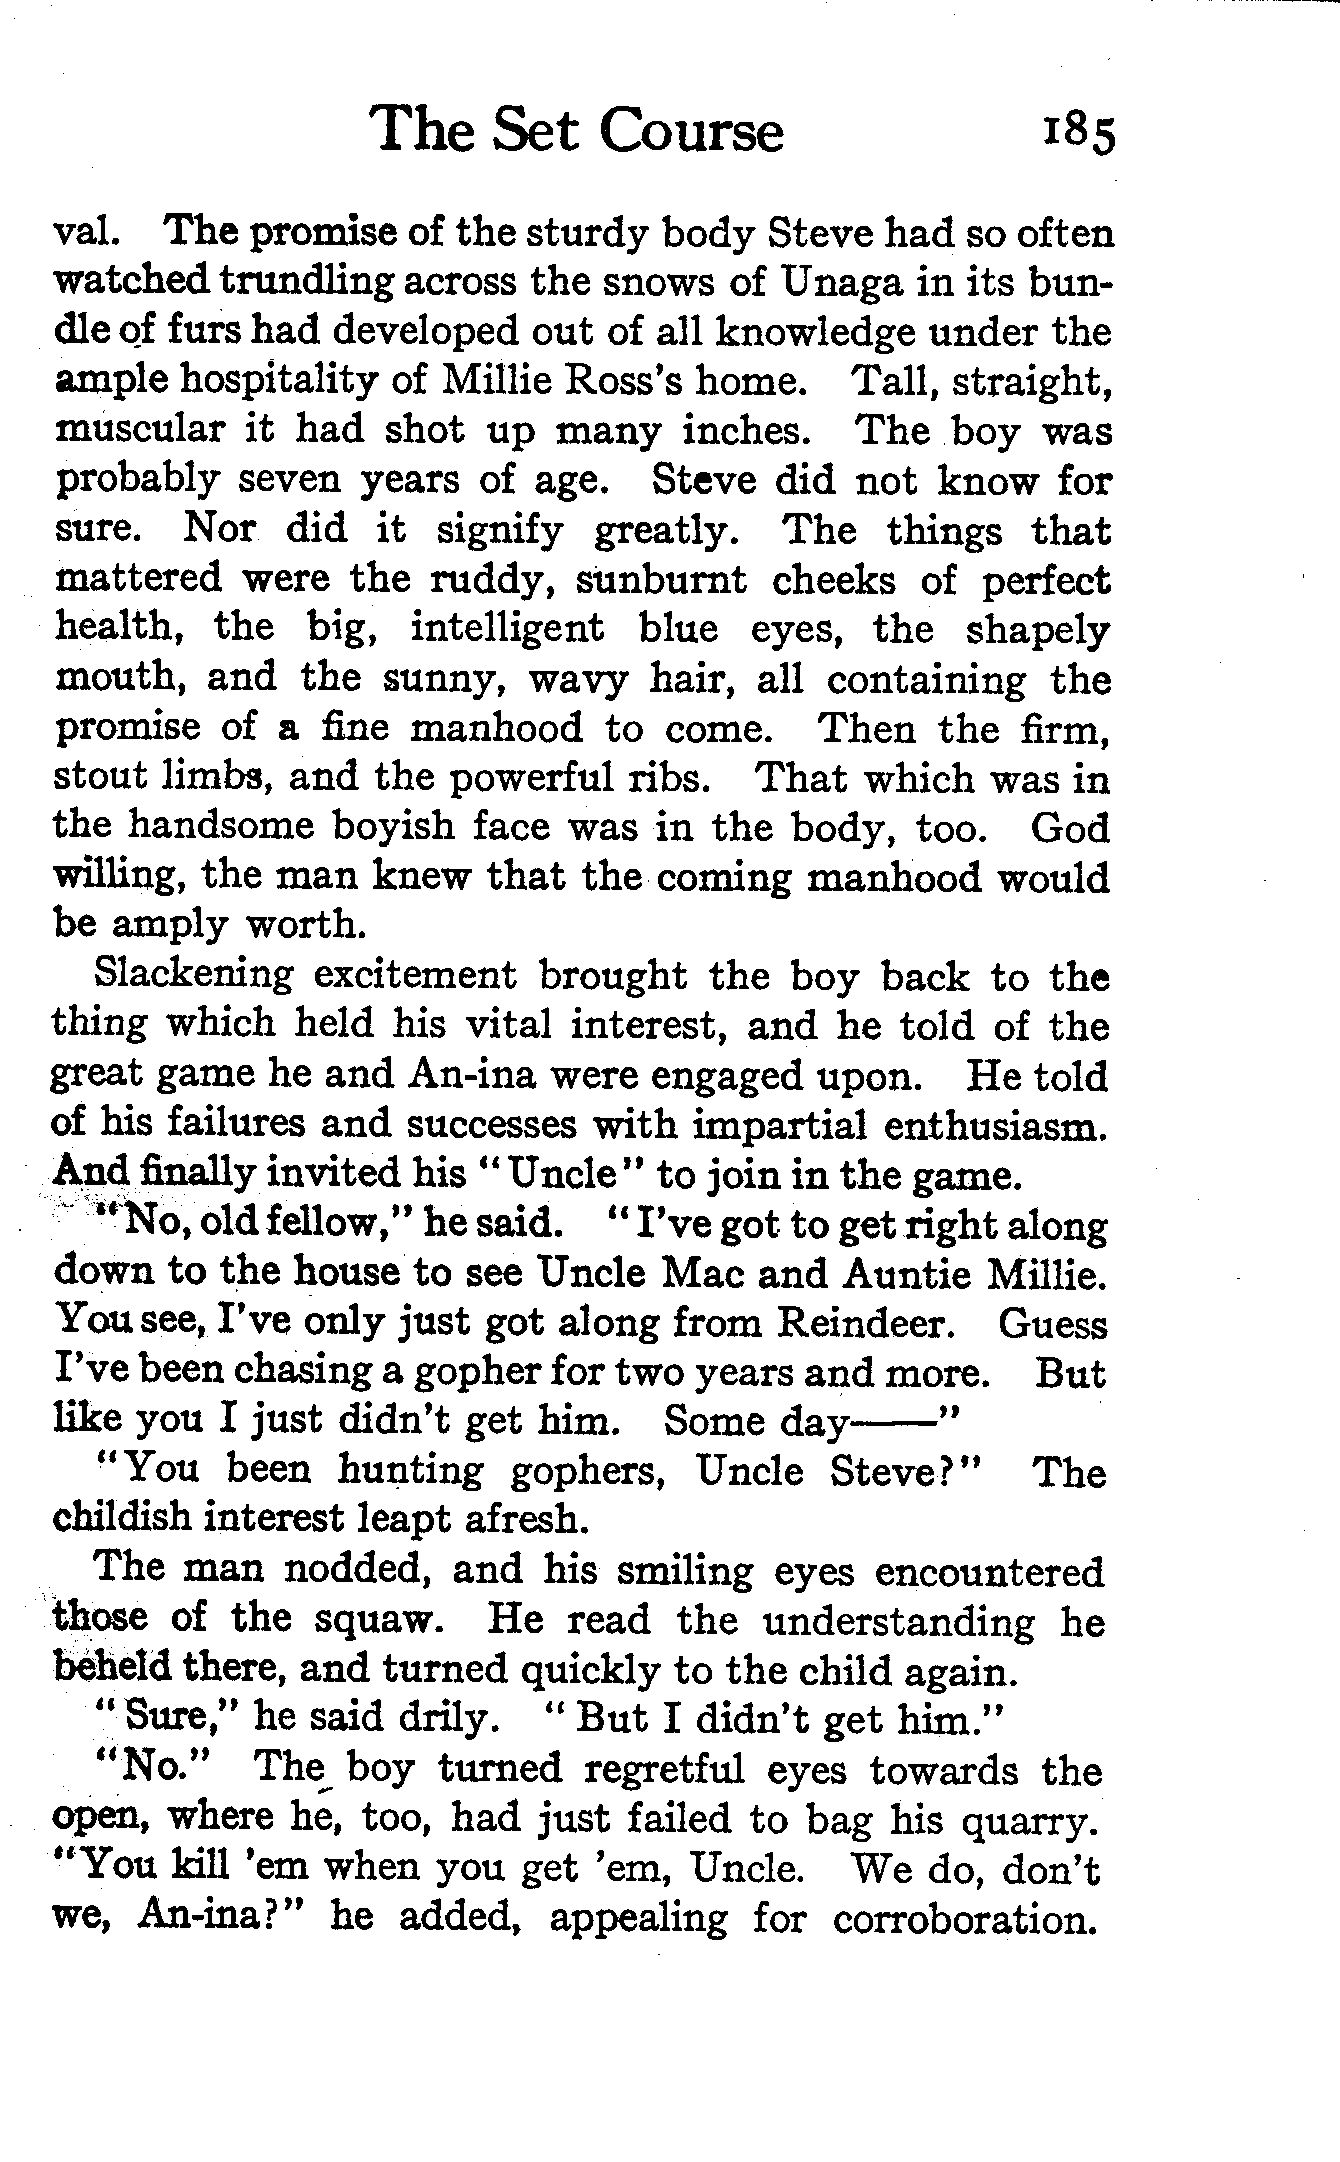 The Set Course 185
val. The promise of the sturdy body Steve had so often
watched trundling across the snows of Unaga in its bun-
dle of furs had developed out of all knowledge under the
ample hospitality of Millie Ross's home. Tall, straight,
muscular it had shot up many inches. The boy was
probably seven years of age. Steve did not know for
sure. Nor did it signify greatly. The things that
mattered were the ruddy, sunburnt cheeks of perfect
health, the big, intelligent blue eyes, the shapely
mouth, and the sunny, wavy hair, all containing the
promise of a fine manhood to come. Then the firm,
stout limbs, and the powerful ribs. That which was in
the handsome boyish face was in the body, too. God
willing, the man knew that the coming manhood would
be amply worth.
Slackening excitement brought the boy back to the
thing which held his vital interest, and he told of the
great game he and An-ina were engaged upon. He told
of his failures and successes with impartial enthusiasm.
And finally invited his "Uncle" to join in the game.
"No, old fellow," he said. "I've got to get right along
down to the house to see Uncle Mac and Auntie Millie.
You see, I've only just got along from Reindeer. Guess
I've been chasing a gopher for two years and more. But
like you I just didn't get him. Some day——"
"You been hunting gophers, Uncle Steve?" The
childish interest leapt afresh.
The man nodded, and his smiling eyes encountered
those of the squaw. He read the understanding he
beheld there, and turned quickly to the child again.
"Sure," he said drily. "But I didn't get him."
"No." The boy turned regretful eyes towards the
open, where he, too, had just failed to bag his quarry.
"You kill 'em when you get 'em, Uncle. We do, don't
we, An-ina?" he added, appealing for corroboration.